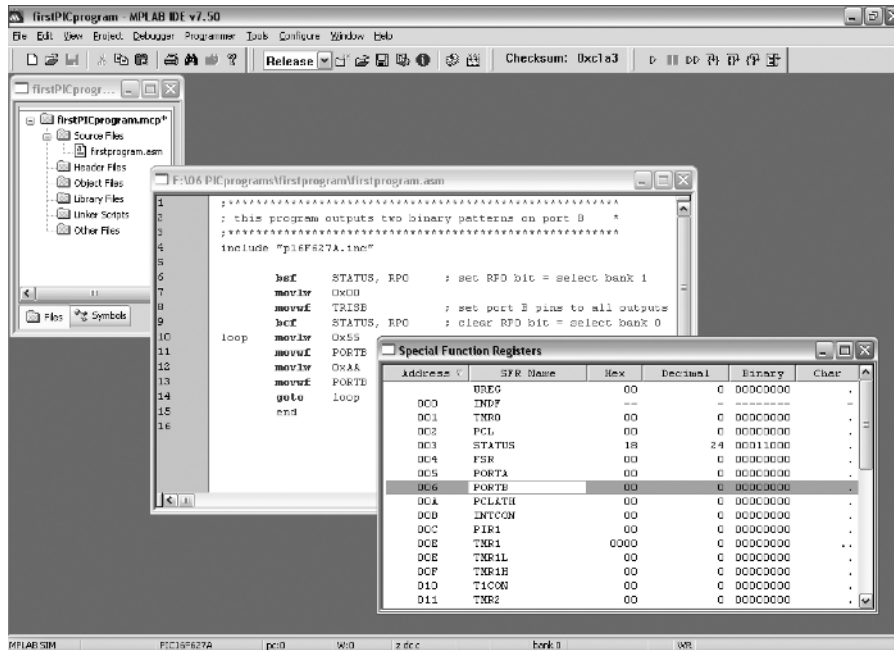 firstPICprogram - MPLAB IDE v7.50
File Edit View Project Debugger Programmer Tools Configure Window Help
Release Checksum: 0xc1a3
firstPICprogr...
firstPICprogram.mcp*
Source Files
firstprogram.asm
Header Files
Object Files
Library Files
Linker Scripts
Other Files
Files Symbols
F:\06 PICprograms\firstprogram\firstprogram.asm
1 ;*****************************************************
2 ; this program outputs two binary patterns on port B *
3 ;*****************************************************
4 include "p16F627A.inc"
5
6 bsf STATUS, RP0 ; set RP0 bit = select bank 1
7 movlw 0x00
8 movwf TRISB ; set port B pins to all outputs
9 bcf STATUS, RP0 ; clear RP0 bit = select bank 0
10 loop movlw 0x55
11 movwf PORTB
12 movlw 0xAA
13 movwf PORTB
14 goto loop
15 end
16
Special Function Registers
Address SFR Name Hex Decimal Binary Char
WREG 00 0 00000000 .
000 INDF -- - -------- -
001 TMR0 00 0 00000000 .
002 PCL 00 0 00000000 .
003 STATUS 18 24 00011000 .
004 FSR 00 0 00000000 .
005 PORTA 00 0 00000000 .
006 PORTB 00 0 00000000 .
00A PCLATH 00 0 00000000 .
00B INTCON 00 0 00000000 .
00C PIR1 00 0 00000000 .
00E TMR1 0000 0 00000000 ..
00E TMR1L 00 0 00000000 .
00F TMR1H 00 0 00000000 .
010 T1CON 00 0 00000000 .
011 TMR2 00 0 00000000 .
MPLAB SIM PIC16F627A pc:0 W:0 z dc c bank 0 WR